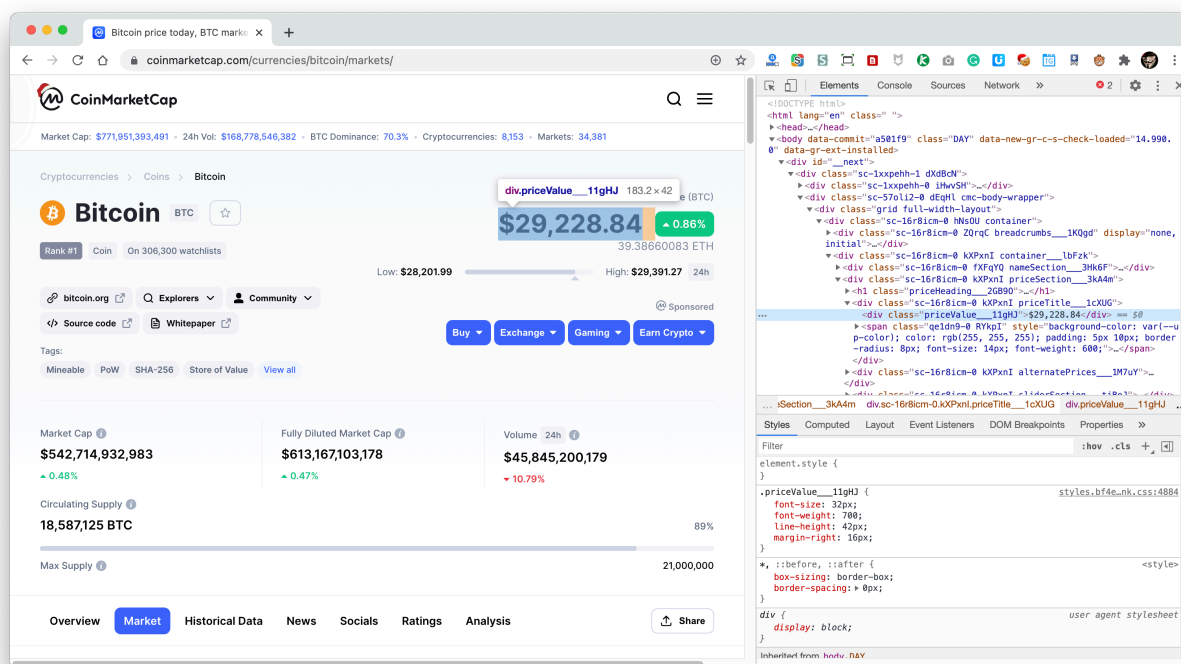 Bitcoin price today, BTC marke
coinmarketcap.com/currencies/bitcoin/markets/
CoinMarketCap
Market Cap: $771,951,393,491 • 24h Vol: $168,778,546,382 • BTC Dominance: 70.3% • Cryptocurrencies: 8,153 • Markets: 34,381
Cryptocurrencies > Coins > Bitcoin
div.priceValue___11gHJ 183.2 × 42
e (BTC)
Bitcoin BTC
$29,228.84 0.86%
39.38660083 ETH
Rank #1 Coin On 306,300 watchlists
Low: $28,201.99 High: $29,391.27 24h
bitcoin.org Explorers Community
Sponsored
Source code Whitepaper
Buy Exchange Gaming Earn Crypto
Tags:
Mineable PoW SHA-256 Store of Value View all
Market Cap
$542,714,932,983
0.48%
Fully Diluted Market Cap
$613,167,103,178
0.47%
Volume 24h
$45,845,200,179
10.79%
Circulating Supply
18,587,125 BTC 89%
Max Supply 21,000,000
Overview Market Historical Data News Socials Ratings Analysis Share
Elements Console Sources Network » 2
<!DOCTYPE html>
<html lang="en" class=" ">
<head>…</head>
<body data-commit="a501f9" class="DAY" data-new-gr-c-s-check-loaded="14.990.
0" data-gr-ext-installed>
<div id="__next">
<div class="sc-1xxpehh-1 dXdBcN">
<div class="sc-1xxpehh-0 iHwvSH">…</div>
<div class="sc-57oli2-0 dEqHl cmc-body-wrapper">
<div class="grid full-width-layout">
<div class="sc-16r8icm-0 hNsOU container">
<div class="sc-16r8icm-0 ZQrqC breadcrumbs___1KQgd" display="none,
initial">…</div>
<div class="sc-16r8icm-0 kXPxnI container___lbFzk">
<div class="sc-16r8icm-0 fXFqYQ nameSection___3Hk6F">…</div>
<div class="sc-16r8icm-0 kXPxnI priceSection___3kA4m">
<h1 class="priceHeading___2GB9O">…</h1>
<div class="sc-16r8icm-0 kXPxnI priceTitle___1cXUG">
<div class="priceValue___11gHJ">$29,228.84</div> == $0
<span class="qe1dn9-0 RYkpI" style="background-color: var(--u
p-color); color: rgb(255, 255, 255); padding: 5px 10px; border
-radius: 8px; font-size: 14px; font-weight: 600;">…</span>
</div>
<div class="sc-16r8icm-0 kXPxnI alternatePrices___1M7uY">…
</div>
… eSection___3kA4m div.sc-16r8icm-0.kXPxnI.priceTitle___1cXUG div.priceValue___11gHJ
Styles Computed Layout Event Listeners DOM Breakpoints Properties »
Filter :hov .cls +
element.style {
}
.priceValue___11gHJ { styles.bf4e…nk.css:4884
font-size: 32px;
font-weight: 700;
line-height: 42px;
margin-right: 16px;
}
*, ::before, ::after { <style>
box-sizing: border-box;
border-spacing: 0px;
}
div { user agent stylesheet
display: block;
}
Inherited from body.DAY